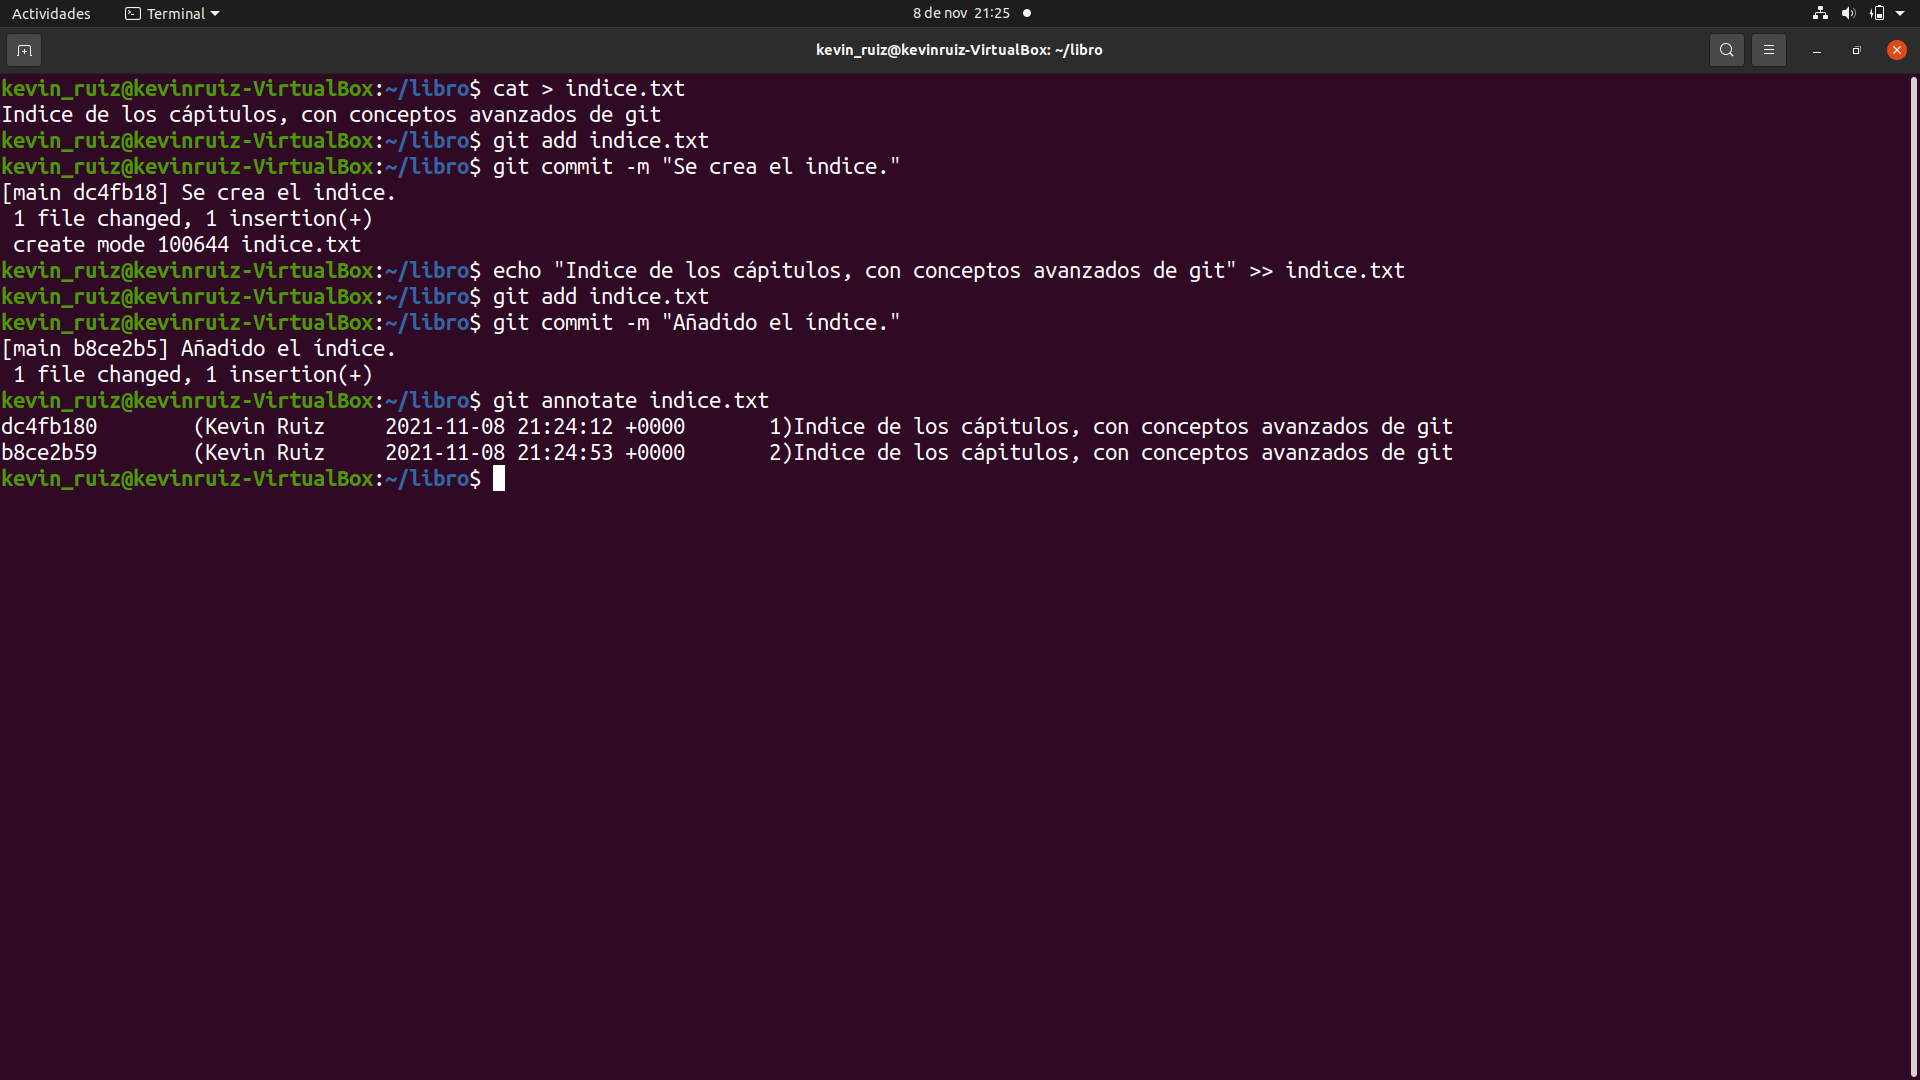 Actividades Terminal 8 de nov 21:25
kevin_ruiz@kevinruiz-VirtualBox: ~/libro
kevin_ruiz@kevinruiz-VirtualBox:~/libro$ cat > indice.txt
Indice de los cápitulos, con conceptos avanzados de git
kevin_ruiz@kevinruiz-VirtualBox:~/libro$ git add indice.txt
kevin_ruiz@kevinruiz-VirtualBox:~/libro$ git commit -m "Se crea el indice."
[main dc4fb18] Se crea el indice.
 1 file changed, 1 insertion(+)
 create mode 100644 indice.txt
kevin_ruiz@kevinruiz-VirtualBox:~/libro$ echo "Indice de los cápitulos, con conceptos avanzados de git" >> indice.txt
kevin_ruiz@kevinruiz-VirtualBox:~/libro$ git add indice.txt
kevin_ruiz@kevinruiz-VirtualBox:~/libro$ git commit -m "Añadido el índice."
[main b8ce2b5] Añadido el índice.
 1 file changed, 1 insertion(+)
kevin_ruiz@kevinruiz-VirtualBox:~/libro$ git annotate indice.txt
dc4fb180        (Kevin Ruiz     2021-11-08 21:24:12 +0000       1)Indice de los cápitulos, con conceptos avanzados de git
b8ce2b59        (Kevin Ruiz     2021-11-08 21:24:53 +0000       2)Indice de los cápitulos, con conceptos avanzados de git
kevin_ruiz@kevinruiz-VirtualBox:~/libro$